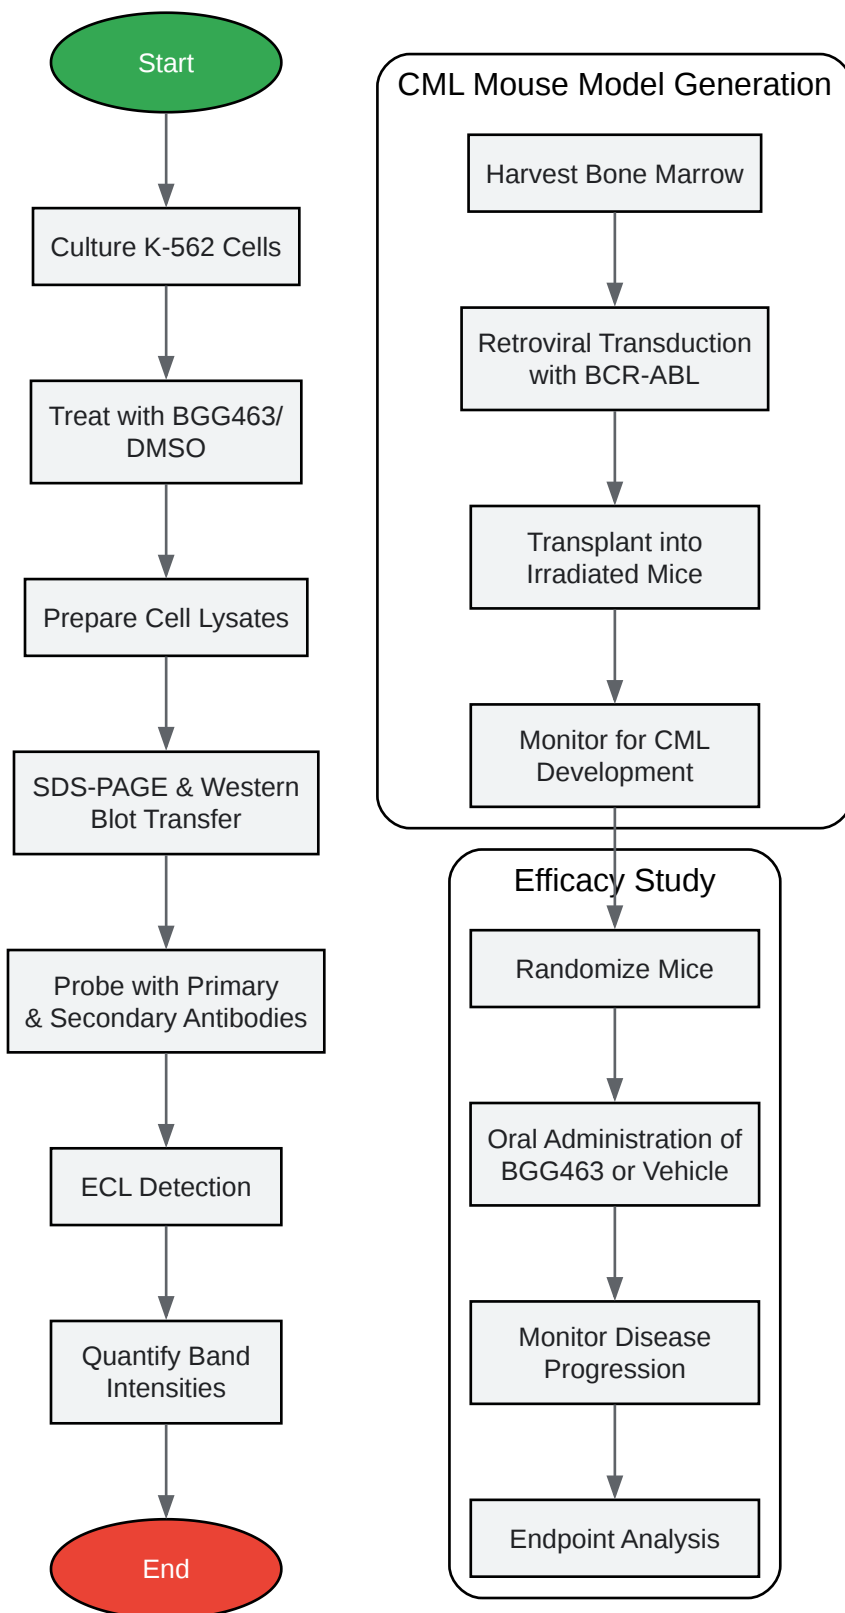 Start
Culture K-562 Cells
Treat with BGG463/
DMSO
Prepare Cell Lysates
SDS-PAGE & Western
Blot Transfer
Probe with Primary
& Secondary Antibodies
ECL Detection
Quantify Band
Intensities
End
CML Mouse Model Generation
Harvest Bone Marrow
Retroviral Transduction
with BCR-ABL
Transplant into
Irradiated Mice
Monitor for CML
Development
Efficacy Study
Randomize Mice
Oral Administration of
BGG463 or Vehicle
Monitor Disease
Progression
Endpoint Analysis